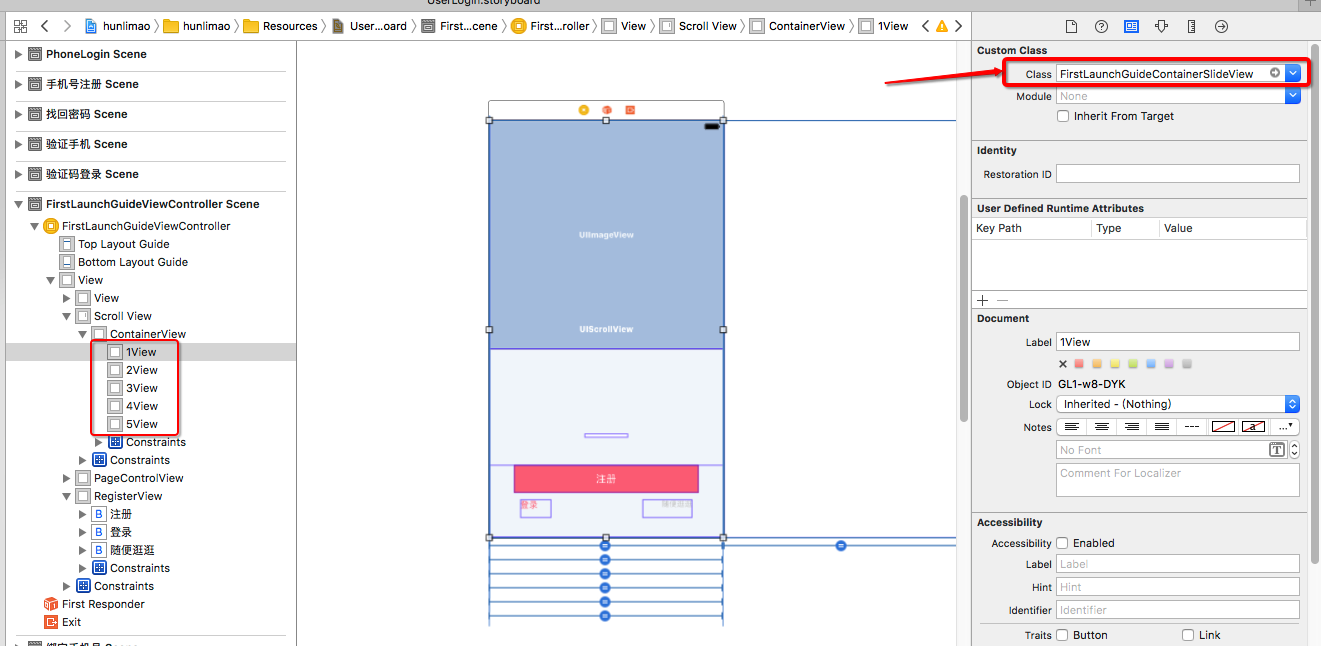 UserLogin.storyboard
hunlimao hunlimao Resources User...oard First...cene First...roller View Scroll View ContainerView 1View
PhoneLogin Scene
手机号注册 Scene
找回密码 Scene
验证手机 Scene
验证码登录 Scene
FirstLaunchGuideViewController Scene
FirstLaunchGuideViewController
Top Layout Guide
Bottom Layout Guide
View
View
Scroll View
ContainerView
1View
2View
3View
4View
5View
Constraints
Constraints
PageControlView
RegisterView
注册
登录
随便逛逛
Constraints
Constraints
First Responder
Exit
绑定手机号 Scene
UIImageView
UIScrollView
注册
登录
随便逛逛
Custom Class
Class FirstLaunchGuideContainerSlideView
Module None
Inherit From Target
Identity
Restoration ID
User Defined Runtime Attributes
Key Path Type Value
Document
Label 1View
Object ID GL1-w8-DYK
Lock Inherited - (Nothing)
Notes
No Font
Comment For Localizer
Accessibility
Accessibility Enabled
Label Label
Hint Hint
Identifier Identifier
Traits Button Link